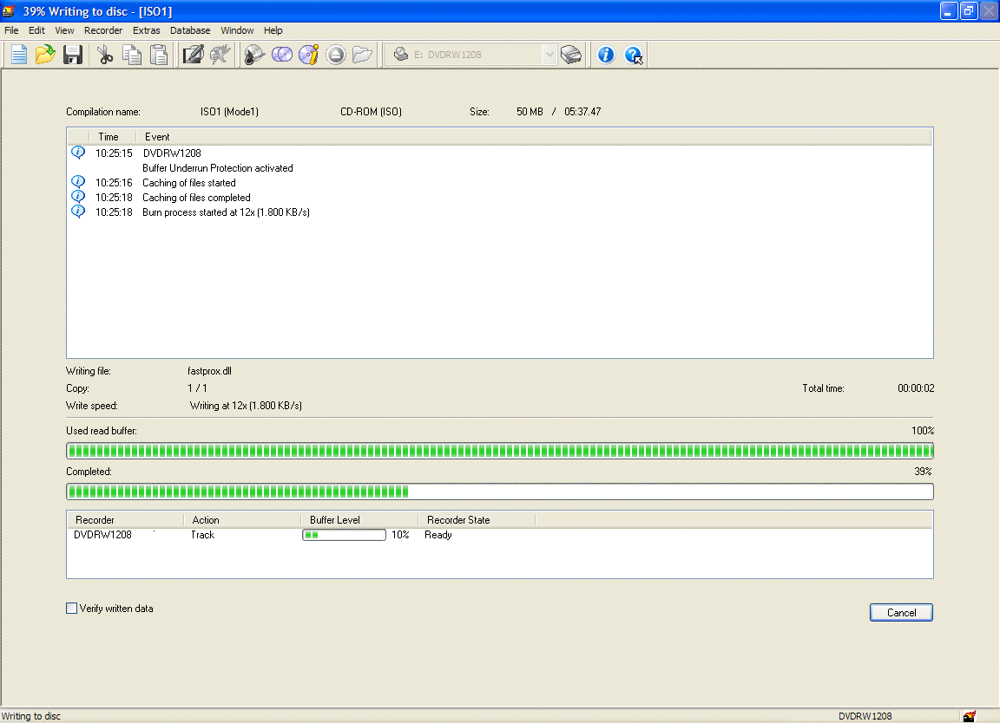 39% Writing to disc - [ISO1]
File Edit View Recorder Extras Database Window Help
E: DVDRW1208
Compilation name: ISO1 (Mode1) CD-ROM (ISO) Size: 50 MB / 05:37.47
Time Event
10:25:15 DVDRW1208
Buffer Underrun Protection activated
10:25:16 Caching of files started
10:25:18 Caching of files completed
10:25:18 Burn process started at 12x (1.800 KB/s)
Writing file: fastprox.dll
Copy: 1 / 1 Total time: 00:00:02
Write speed: Writing at 12x (1.800 KB/s)
Used read buffer: 100%
Completed: 39%
Recorder Action Buffer Level Recorder State
DVDRW1208 Track 10% Ready
Verify written data
Cancel
Writing to disc DVDRW1208